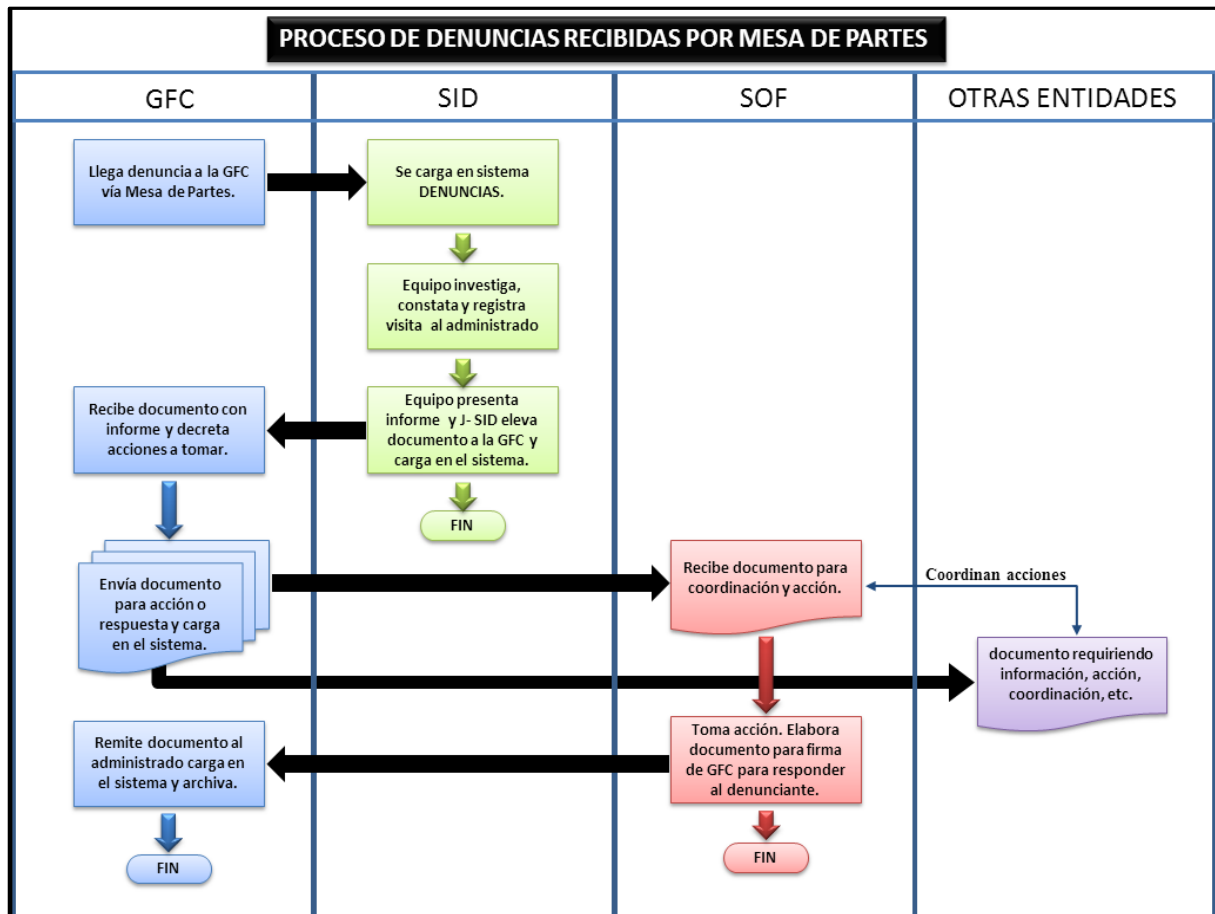 PROCESO DE DENUNCIAS RECIBIDAS POR MESA DE PARTES
GFC
SID
SOF
OTRAS ENTIDADES
Llega denuncia a la GFC
vía Mesa de Partes.
Se carga en sistema
DENUNCIAS.
Equipo investiga,
constata y registra
visita al administrado
Recibe documento con
informe y decreta
acciones a tomar.
Equipo presenta
informe y J- SID eleva
documento a la GFC y
carga en el sistema.
FIN
Envía documento
para acción o
respuesta y carga
en el sistema.
Recibe documento para
coordinación y acción.
Coordinan acciones
documento requiriendo
información, acción,
coordinación, etc.
Remite documento al
administrado carga en
el sistema y archiva.
Toma acción. Elabora
documento para firma
de GFC para responder
al denunciante.
FIN
FIN